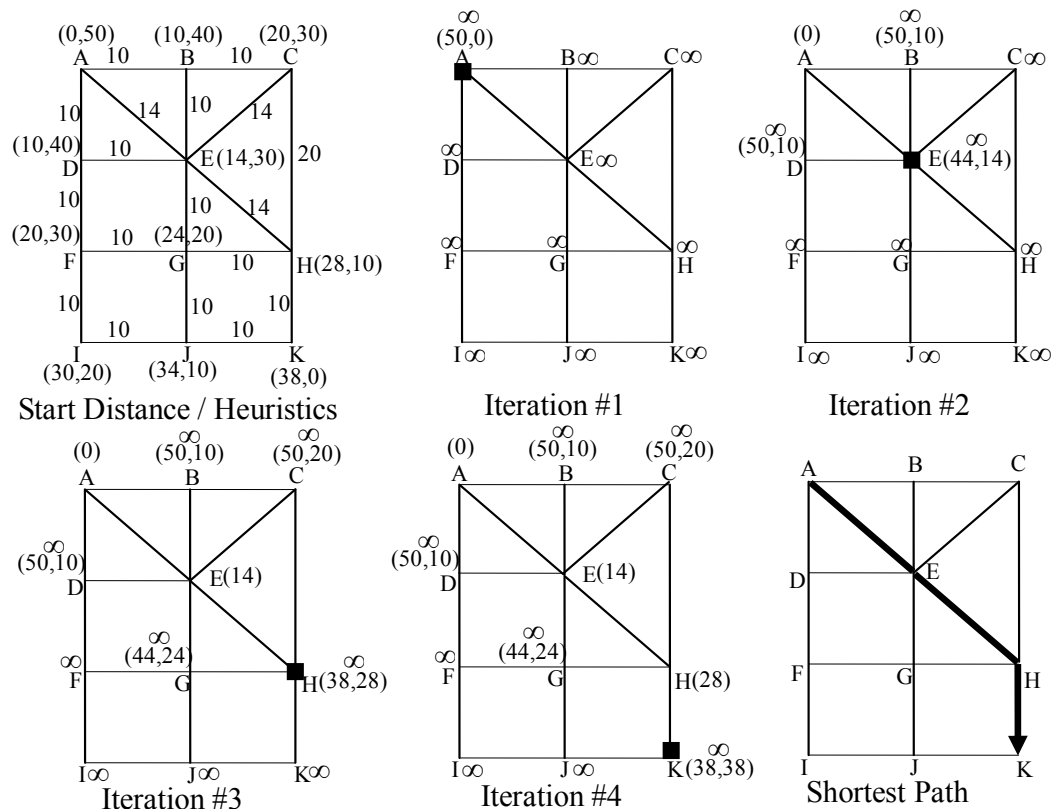 (0,50) (10,40) (20,30)
10 10
A B C
10 14 10 14
(10,40) 10 20
D E(14,30)
10 10 14
(20,30) 10 (24,20)
F G 10 H(28,10)
10 10 10
10 10
I J K
(30,20) (34,10) (38,0)
Start Distance / Heuristics
∞
(50,0)
A B∞ C∞
∞
D E∞
∞ ∞ ∞
F G H
I∞ J∞ K∞
Iteration #1
∞
(0) (50,10) ∞
A B C
∞ ∞
(50,10) E(44,14)
D
∞ ∞ ∞
F G H
I∞ J∞ K∞
Iteration #2
∞ ∞
(0) (50,10) (50,20)
A B C
∞
(50,10) E(14)
D
∞
(44,24)
∞ ∞
F G H(38,28)
I∞ J∞ K∞
Iteration #3
∞ ∞
(0) (50,10) (50,20)
A B C
∞
(50,10) E(14)
D
∞
∞ (44,24)
F G H(28)
∞
I∞ J∞ K(38,38)
Iteration #4
A B C
D E
F G H
I J K
Shortest Path